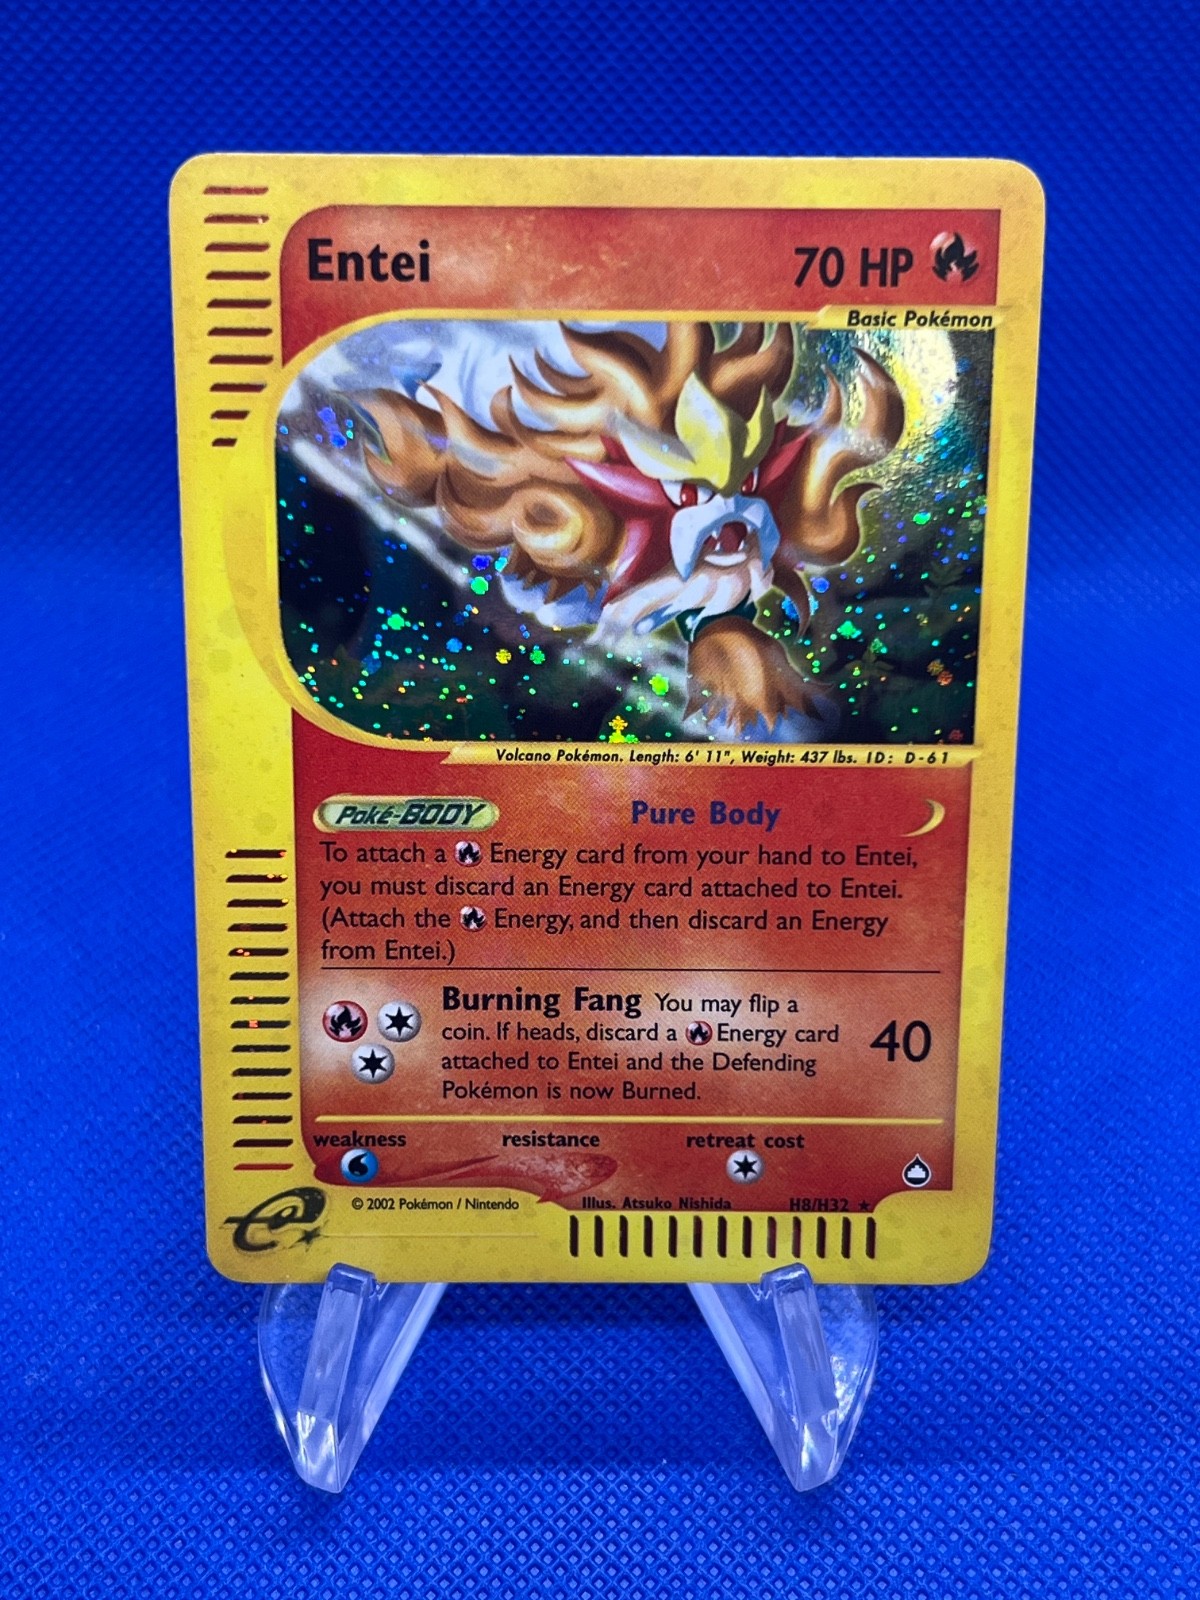 Entei
70 HP
Basic Pokémon
Volcano Pokémon. Length: 6' 11", Weight: 437 lbs. ID: D-61
Poké-BODY Pure Body
To attach a Energy card from your hand to Entei,
you must discard an Energy card attached to Entei.
(Attach the Energy, and then discard an Energy
from Entei.)
Burning Fang You may flip a
coin. If heads, discard a Energy card
attached to Entei and the Defending
Pokémon is now Burned.
40
weakness resistance retreat cost
© 2002 Pokémon / Nintendo Illus. Atsuko Nishida H8/H32 ★
e